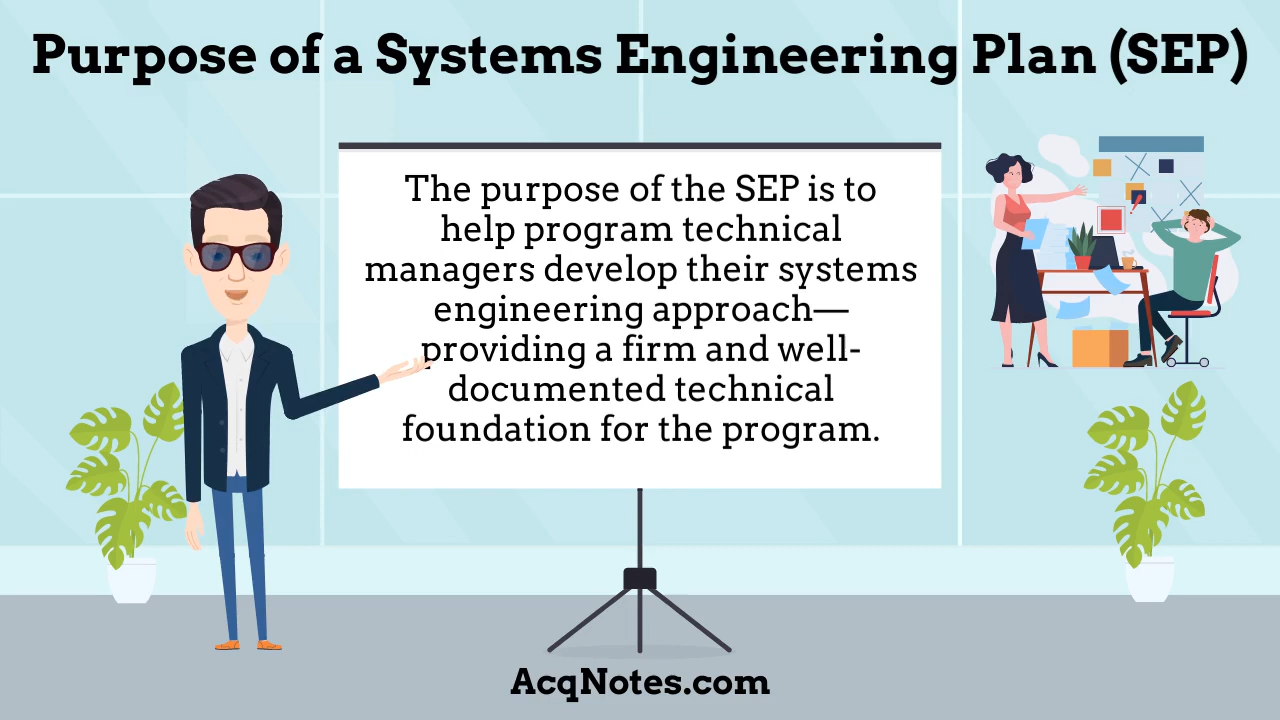 Purpose of a Systems Engineering Plan (SEP)
The purpose of the SEP is to
help program technical
managers develop their systems
engineering approach—
providing a firm and well-
documented technical
foundation for the program.
AcqNotes.com